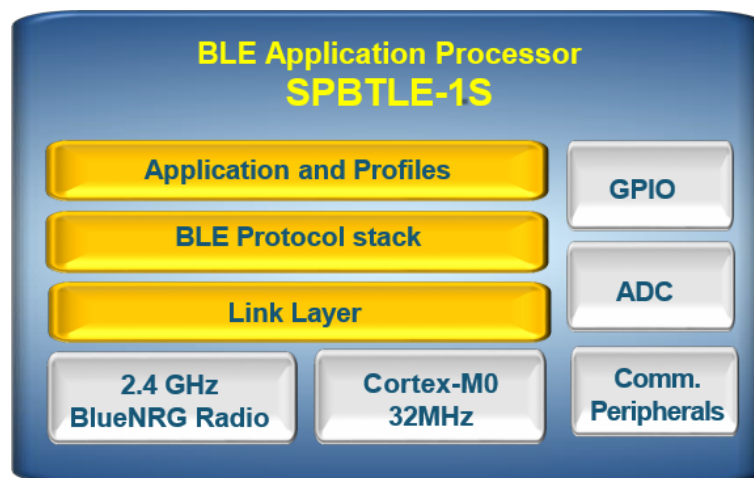 BLE Application Processor
SPBTLE-1S
Application and Profiles
GPIO
BLE Protocol stack
ADC
Link Layer
2.4 GHz
BlueNRG Radio
Cortex-M0
32MHz
Comm.
Peripherals